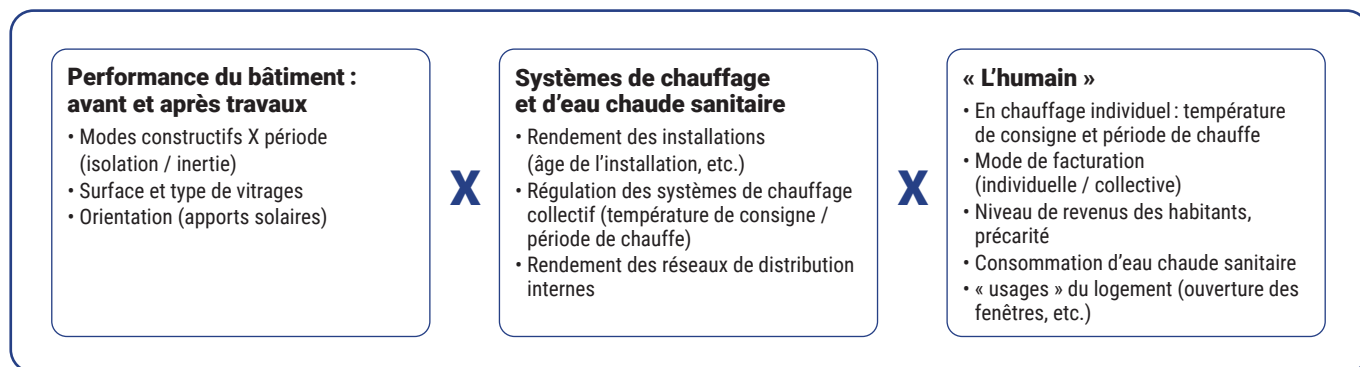 Performance du bâtiment :
avant et après travaux
• Modes constructifs X période
(isolation / inertie)
• Surface et type de vitrages
• Orientation (apports solaires)
X
Systèmes de chauffage
et d’eau chaude sanitaire
• Rendement des installations
(âge de l’installation, etc.)
• Régulation des systèmes de chauffage
collectif (température de consigne /
période de chauffe)
• Rendement des réseaux de distribution
internes
X
« L’humain »
• En chauffage individuel : température
de consigne et période de chauffe
• Mode de facturation
(individuelle / collective)
• Niveau de revenus des habitants,
précarité
• Consommation d’eau chaude sanitaire
• « usages » du logement (ouverture des
fenêtres, etc.)